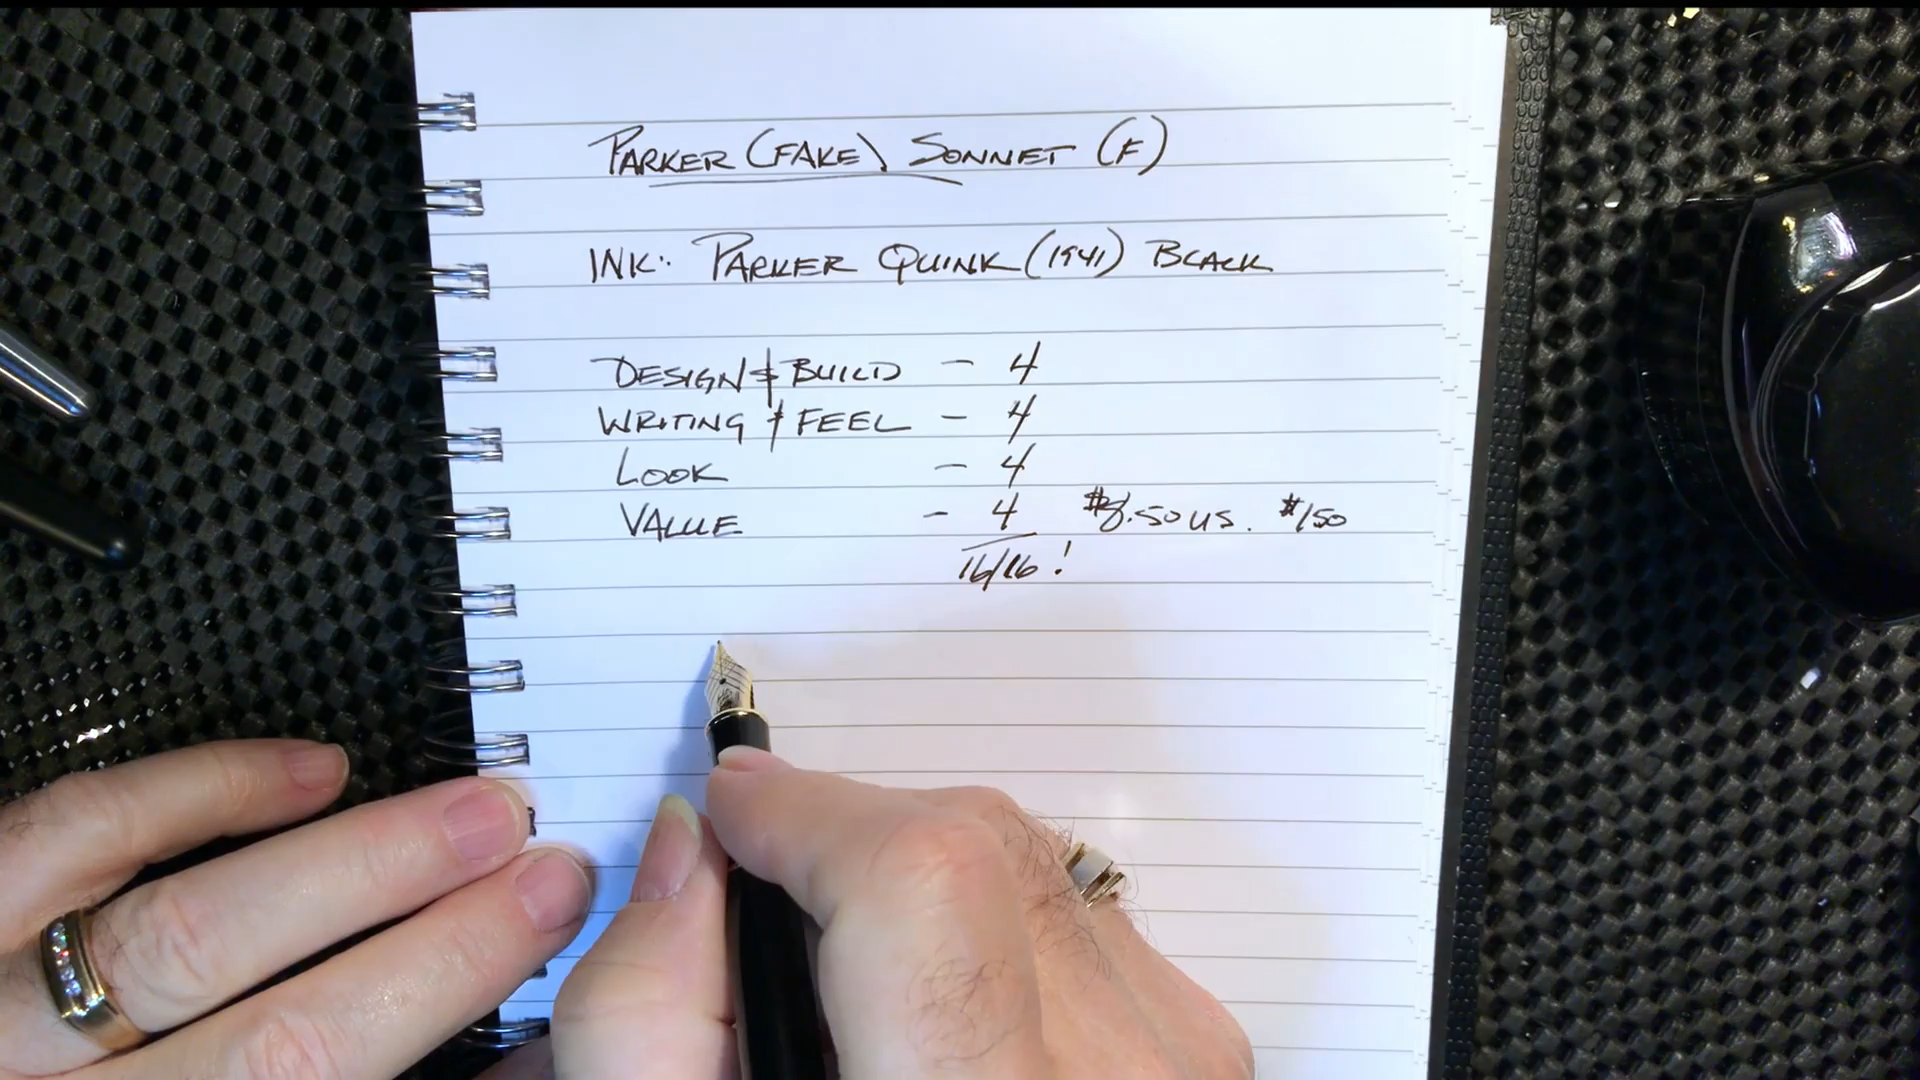 PARKER (FAKE) SONNET (F)
INK: PARKER QUINK (1941) BLACK
DESIGN & BUILD - 4
WRITING & FEEL - 4
LOOK - 4
VALUE - 4 $8.50 US. $150
16/16!